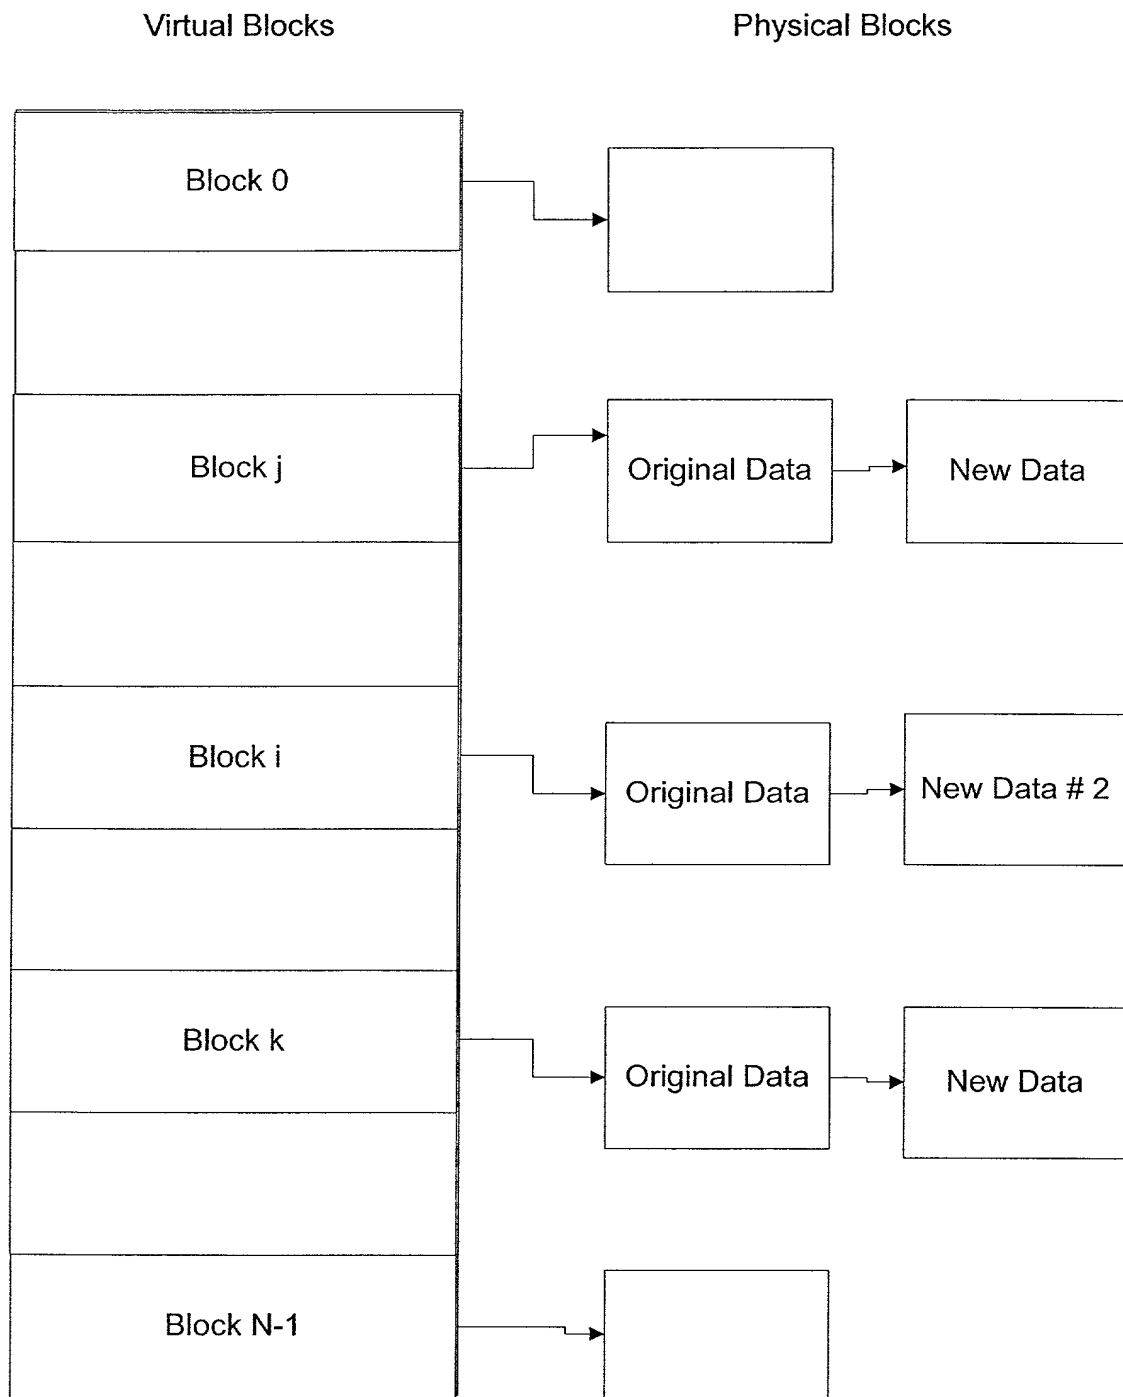 Virtual Blocks
Physical Blocks
Block 0
Block j
Original Data
New Data
Block i
Original Data
New Data # 2
Block k
Original Data
New Data
Block N-1